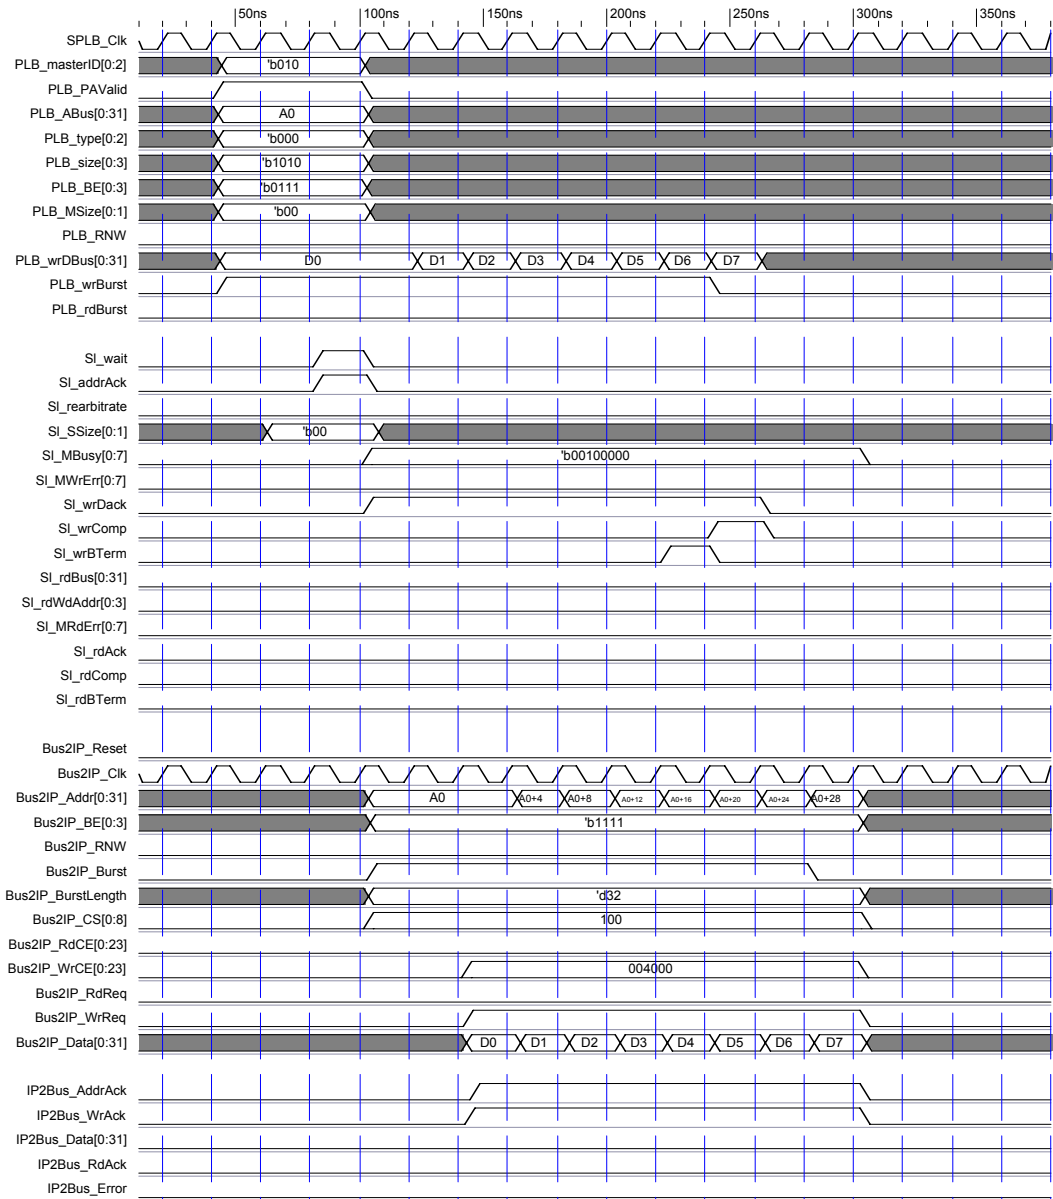 50ns 100ns 150ns 200ns 250ns 300ns 350ns
SPLB_Clk
PLB_masterID[0:2] 'b010
PLB_PAValid
PLB_ABus[0:31] A0
PLB_type[0:2] 'b000
PLB_size[0:3] 'b1010
PLB_BE[0:3] 'b0111
PLB_MSize[0:1] 'b00
PLB_RNW
PLB_wrDBus[0:31] D0 D1 D2 D3 D4 D5 D6 D7
PLB_wrBurst
PLB_rdBurst
Sl_wait
Sl_addrAck
Sl_rearbitrate
Sl_SSize[0:1] 'b00
Sl_MBusy[0:7] 'b00100000
Sl_MWrErr[0:7]
Sl_wrDack
Sl_wrComp
Sl_wrBTerm
Sl_rdBus[0:31]
Sl_rdWdAddr[0:3]
Sl_MRdErr[0:7]
Sl_rdAck
Sl_rdComp
Sl_rdBTerm
Bus2IP_Reset
Bus2IP_Clk
Bus2IP_Addr[0:31] A0 A0+4 A0+8 A0+12 A0+16 A0+20 A0+24 A0+28
Bus2IP_BE[0:3] 'b1111
Bus2IP_RNW
Bus2IP_Burst
Bus2IP_BurstLength 'd32
Bus2IP_CS[0:8] 100
Bus2IP_RdCE[0:23]
Bus2IP_WrCE[0:23] 004000
Bus2IP_RdReq
Bus2IP_WrReq
Bus2IP_Data[0:31] D0 D1 D2 D3 D4 D5 D6 D7
IP2Bus_AddrAck
IP2Bus_WrAck
IP2Bus_Data[0:31]
IP2Bus_RdAck
IP2Bus_Error